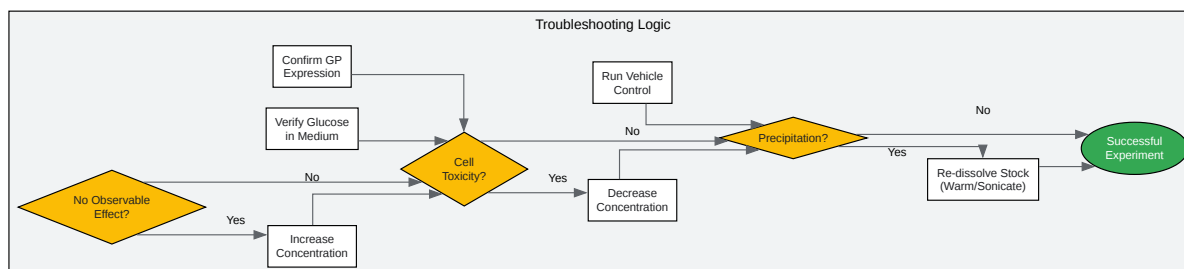 Troubleshooting Logic
Confirm GP
Expression
Verify Glucose
in Medium
No Observable
Effect?
No
Yes
Increase
Concentration
Cell
Toxicity?
No
Yes
Decrease
Concentration
Run Vehicle
Control
Precipitation?
No
Yes
Re-dissolve Stock
(Warm/Sonicate)
Successful
Experiment